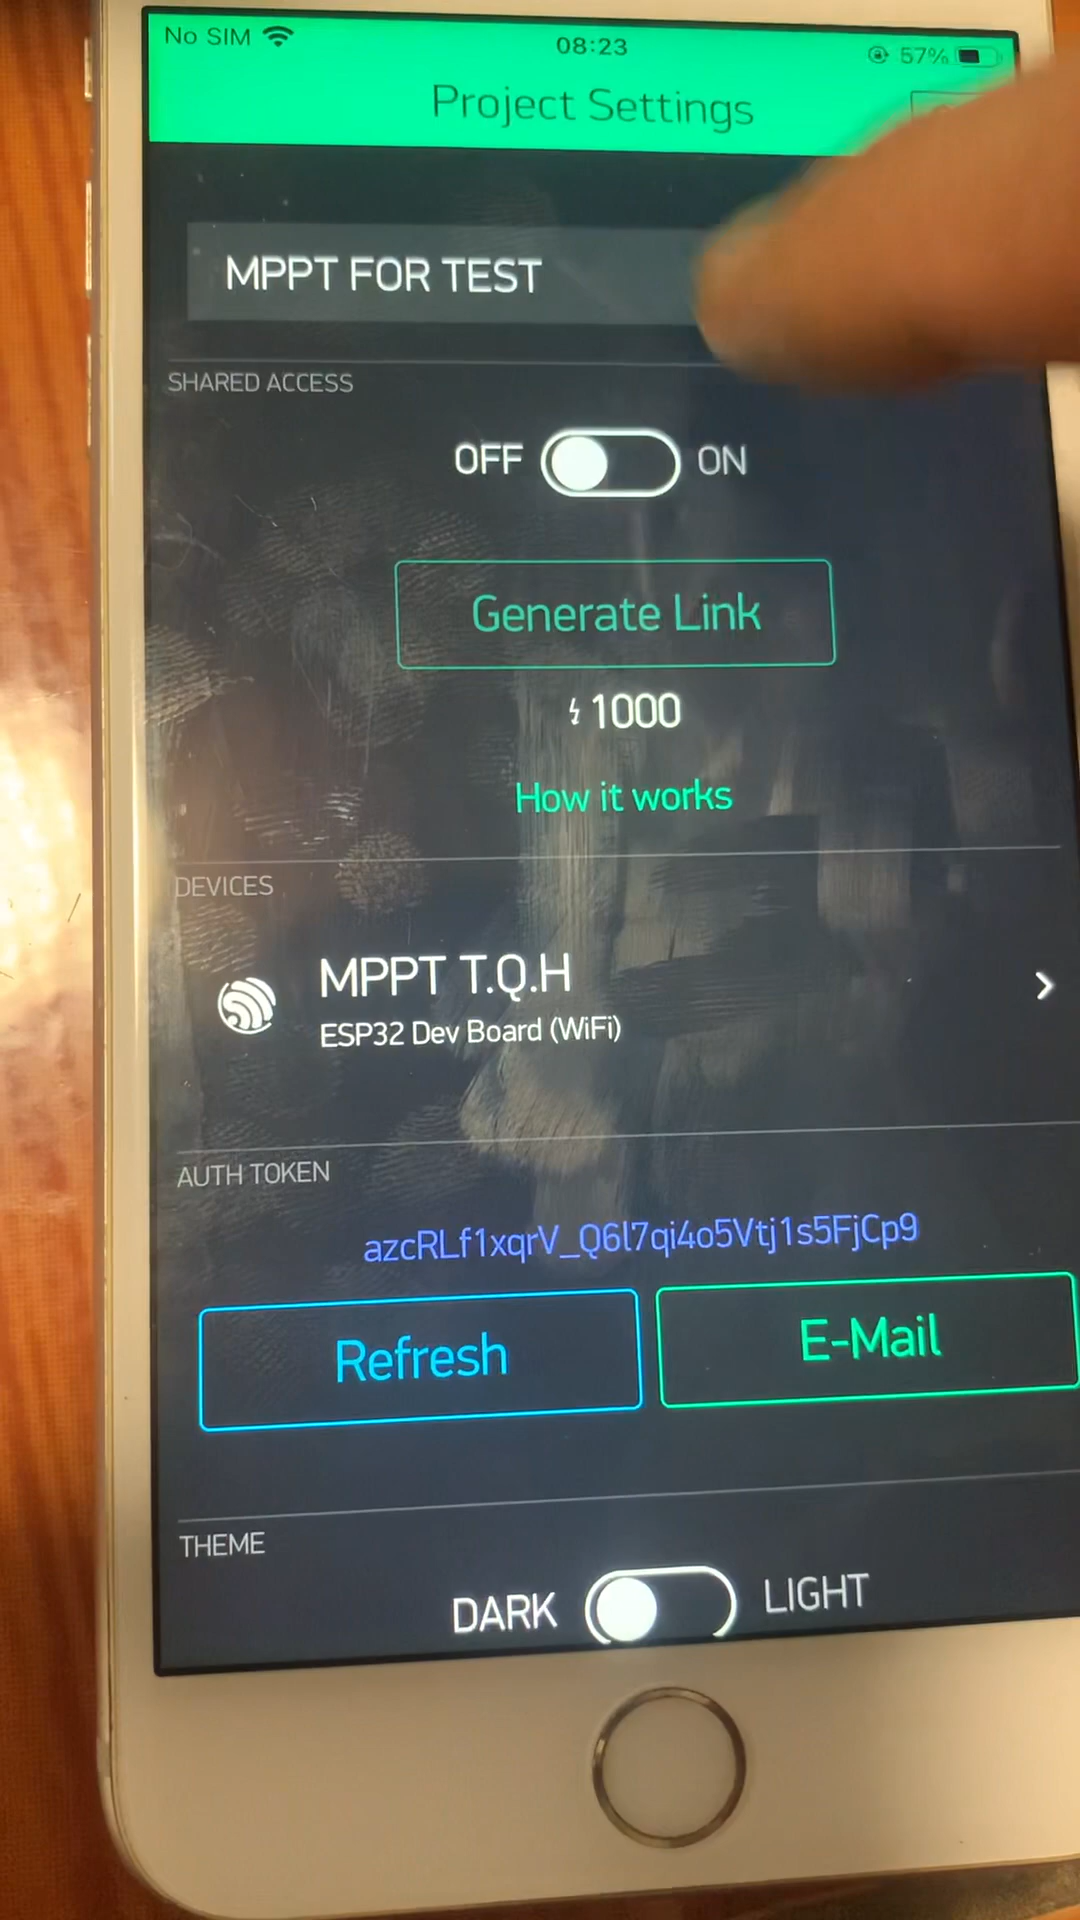 No SIM
08:23
57%
Project Settings
MPPT FOR TEST
SHARED ACCESS
OFF
ON
Generate Link
1000
How it works
DEVICES
MPPT T.Q.H
ESP32 Dev Board (WiFi)
AUTH TOKEN
azcRLf1xqrV_Q6l7qi4o5Vtj1s5FjCp9
Refresh
E-Mail
THEME
DARK
LIGHT